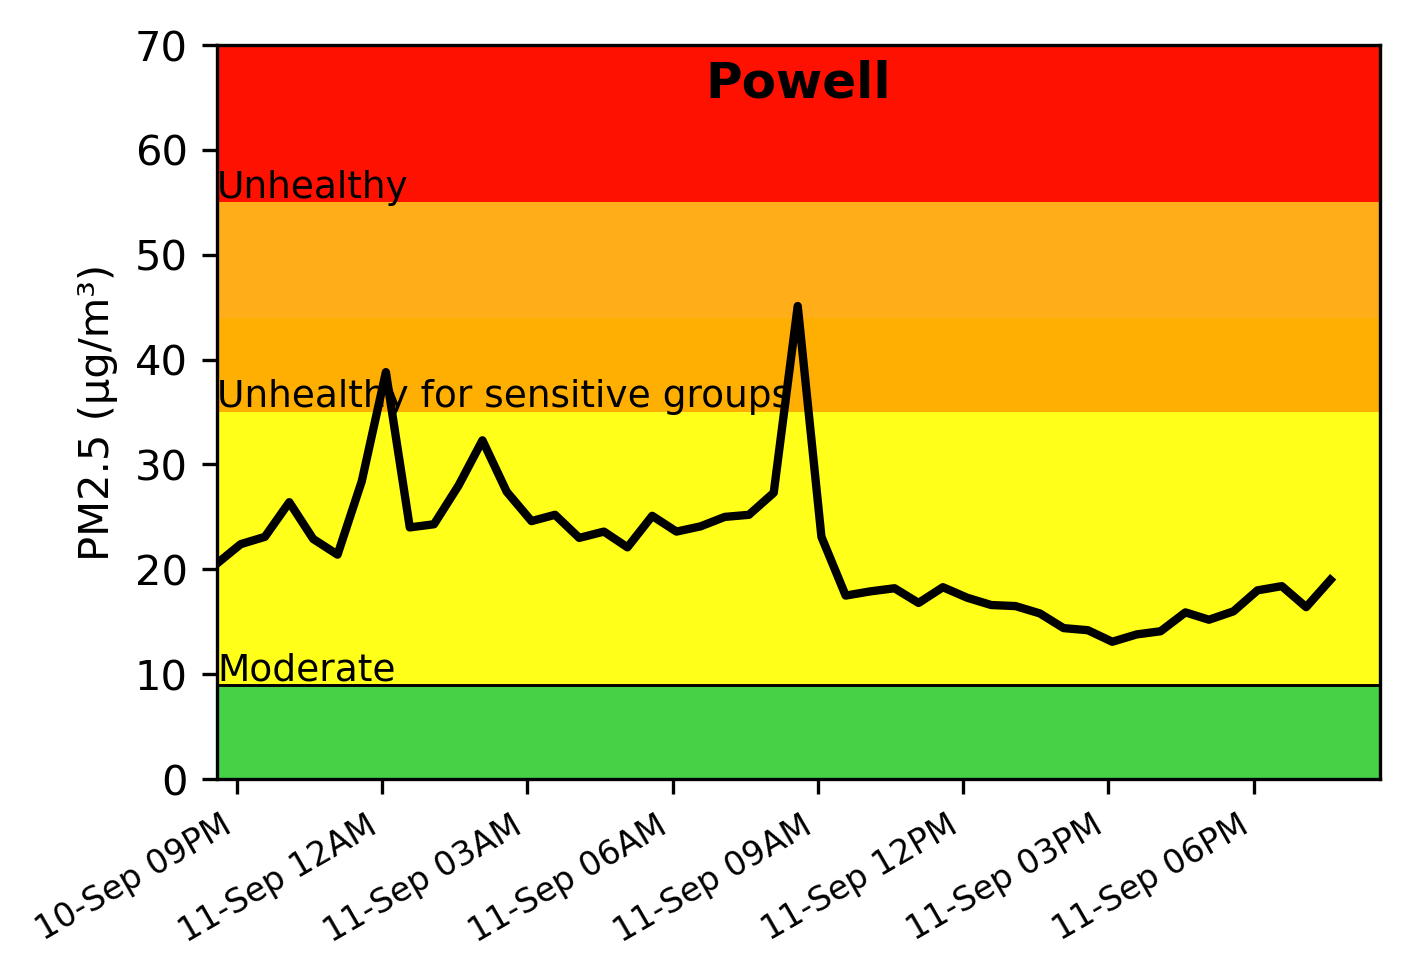 Powell
70
60
50
40
30
20
10
0
PM2.5 (µg/m³)
Unhealthy
Unhealthy for sensitive groups
Moderate
10-Sep 09PM
11-Sep 12AM
11-Sep 03AM
11-Sep 06AM
11-Sep 09AM
11-Sep 12PM
11-Sep 03PM
11-Sep 06PM